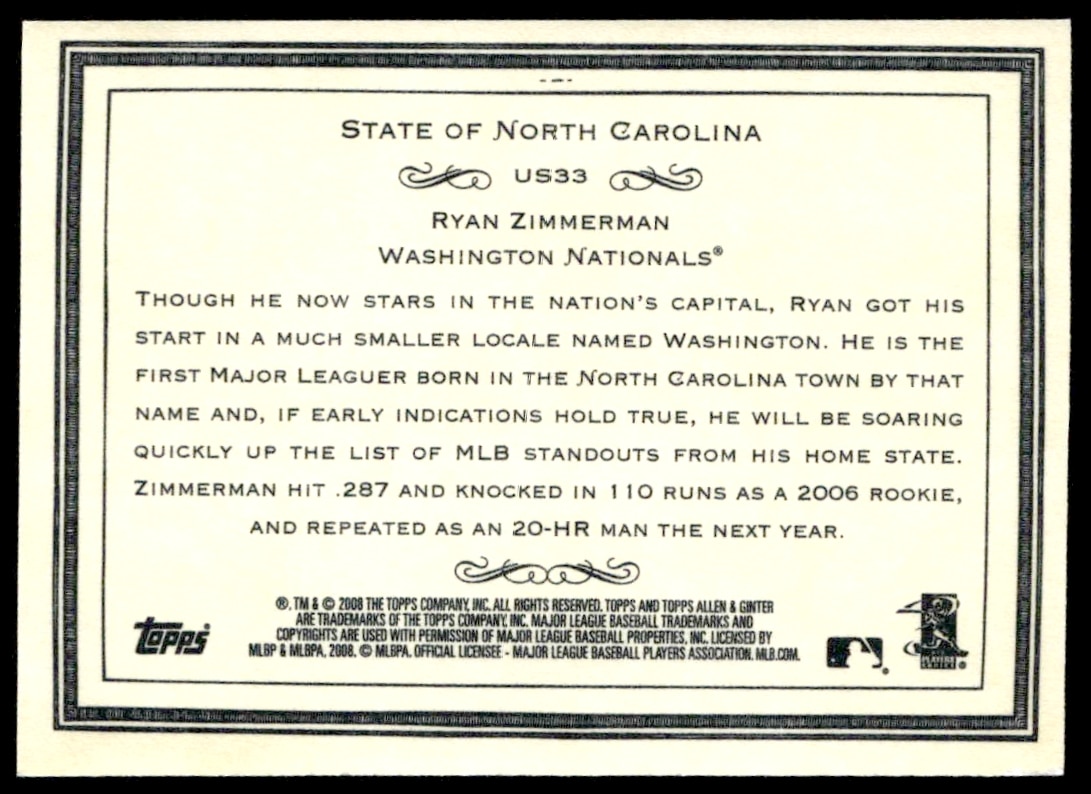 STATE OF NORTH CAROLINA
US33
RYAN ZIMMERMAN
WASHINGTON NATIONALS®
THOUGH HE NOW STARS IN THE NATION'S CAPITAL, RYAN GOT HIS
START IN A MUCH SMALLER LOCALE NAMED WASHINGTON. HE IS THE
FIRST MAJOR LEAGUER BORN IN THE NORTH CAROLINA TOWN BY THAT
NAME AND, IF EARLY INDICATIONS HOLD TRUE, HE WILL BE SOARING
QUICKLY UP THE LIST OF MLB STANDOUTS FROM HIS HOME STATE.
ZIMMERMAN HIT .287 AND KNOCKED IN 110 RUNS AS A 2006 ROOKIE,
AND REPEATED AS AN 20-HR MAN THE NEXT YEAR.
®, TM & © 2008 THE TOPPS COMPANY, INC. ALL RIGHTS RESERVED. TOPPS AND TOPPS ALLEN & GINTER
ARE TRADEMARKS OF THE TOPPS COMPANY, INC. MAJOR LEAGUE BASEBALL TRADEMARKS AND
COPYRIGHTS ARE USED WITH PERMISSION OF MAJOR LEAGUE BASEBALL PROPERTIES, INC. LICENSED BY
MLBP & MLBPA, 2008. © MLBPA. OFFICIAL LICENSEE - MAJOR LEAGUE BASEBALL PLAYERS ASSOCIATION. MLB.COM.
topps
PLAYERS
CHOICE